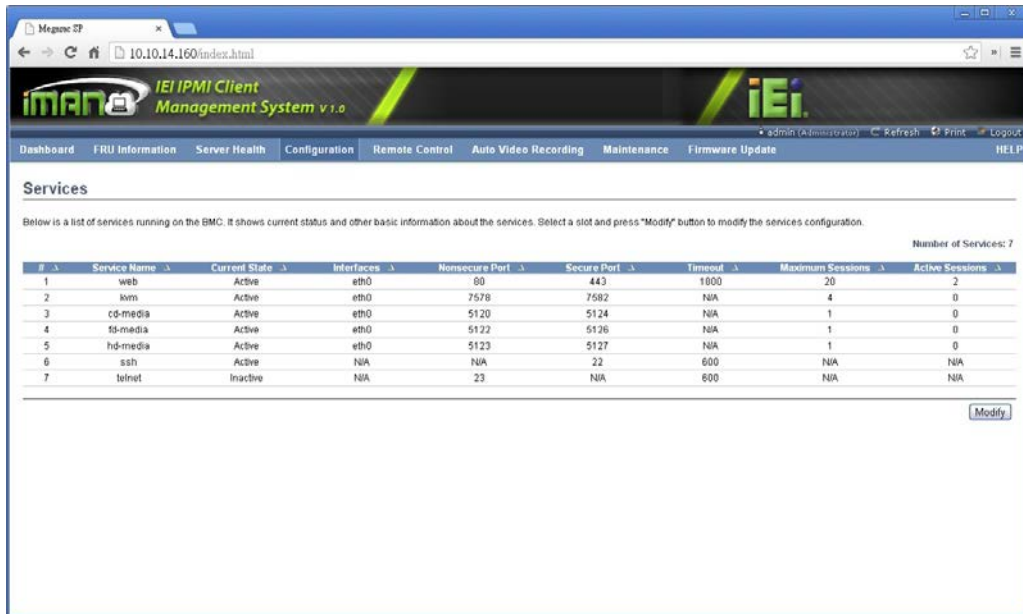 Megarac SP
10.10.14.160/index.html
iMAN
IEI IPMI Client
Management System v 1.0
iEi
admin (Administrator) Refresh Print Logout
Dashboard FRU Information Server Health Configuration Remote Control Auto Video Recording Maintenance Firmware Update HELP
Services
Below is a list of services running on the BMC. It shows current status and other basic information about the services. Select a slot and press "Modify" button to modify the services configuration.
Number of Services: 7
# Service Name Current State Interfaces Nonsecure Port Secure Port Timeout Maximum Sessions Active Sessions
1 web Active eth0 80 443 1800 20 2
2 kvm Active eth0 7578 7582 N/A 4 0
3 cd-media Active eth0 5120 5124 N/A 1 0
4 fd-media Active eth0 5122 5126 N/A 1 0
5 hd-media Active eth0 5123 5127 N/A 1 0
6 ssh Active N/A N/A 22 600 N/A N/A
7 telnet Inactive N/A 23 N/A 600 N/A N/A
Modify